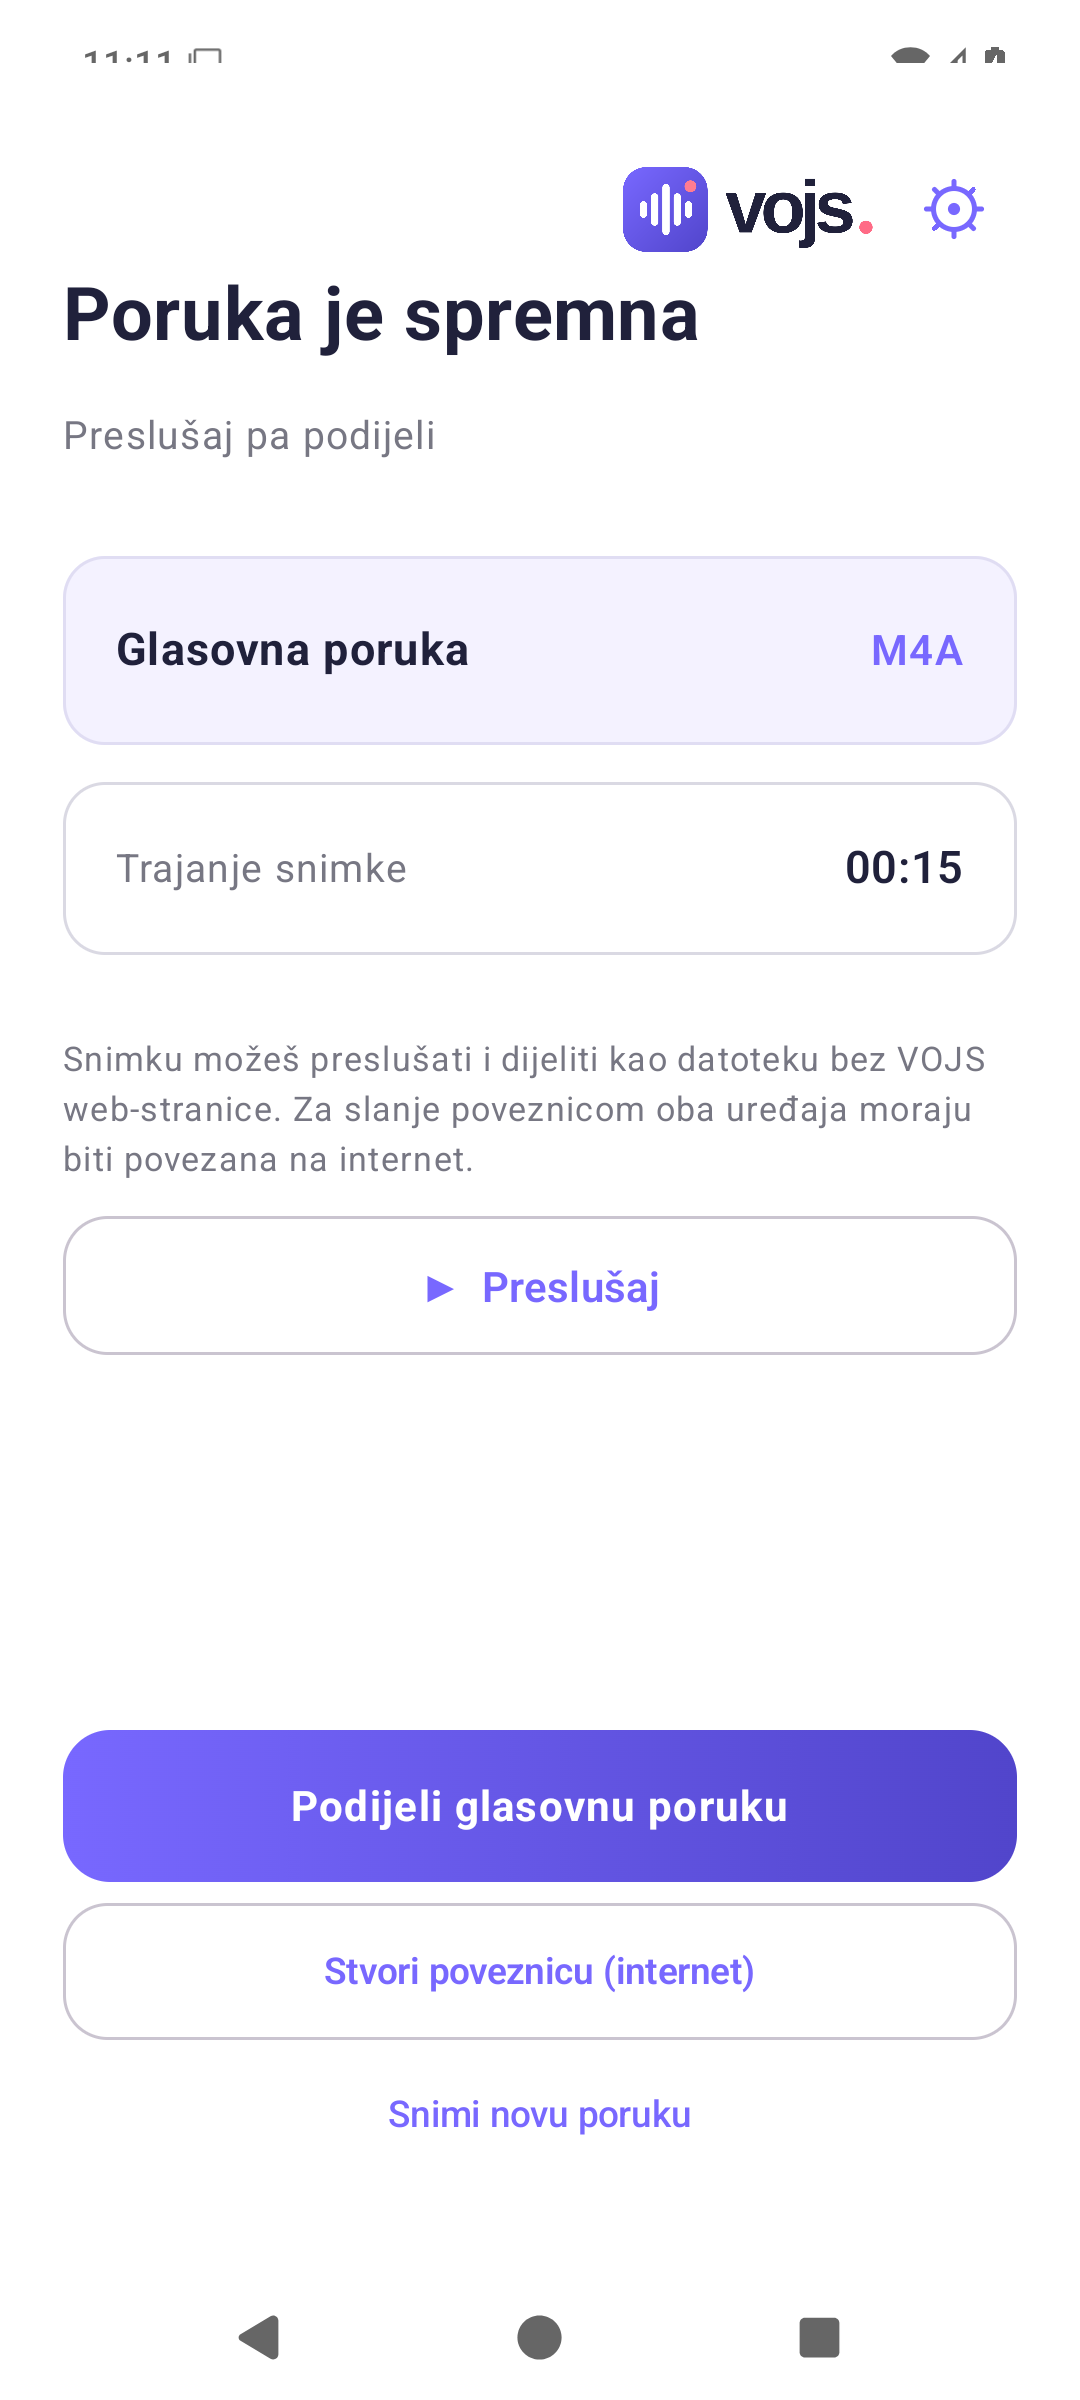 11:11
vojs.
Poruka je spremna
Preslušaj pa podijeli
Glasovna poruka
M4A
Trajanje snimke
00:15
Snimku možeš preslušati i dijeliti kao datoteku bez VOJS
web-stranice. Za slanje poveznicom oba uređaja moraju
biti povezana na internet.
Preslušaj
Podijeli glasovnu poruku
Stvori poveznicu (internet)
Snimi novu poruku